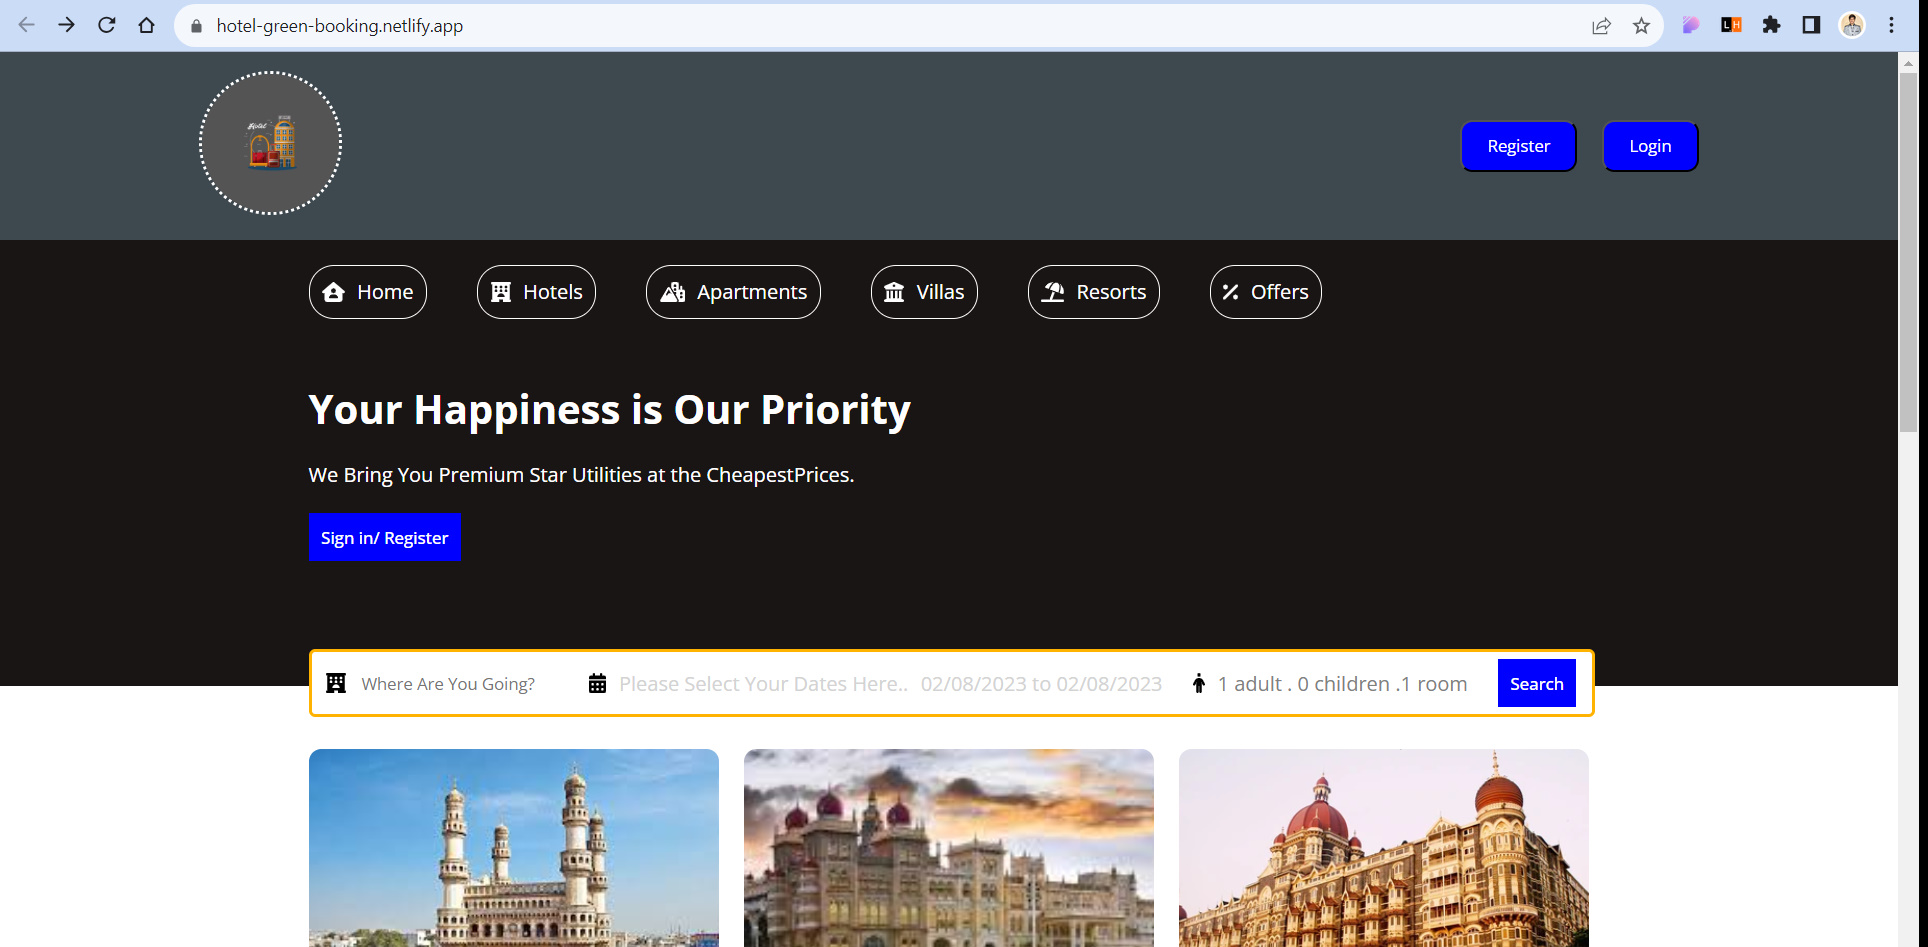 hotel-green-booking.netlify.app
L H
Hotel
HOTEL
Register
Login
Home
Hotels
Apartments
Villas
Resorts
Offers
Your Happiness is Our Priority
We Bring You Premium Star Utilities at the CheapestPrices.
Sign in/ Register
Where Are You Going?
Please Select Your Dates Here.. 02/08/2023 to 02/08/2023
1 adult . 0 children .1 room
Search